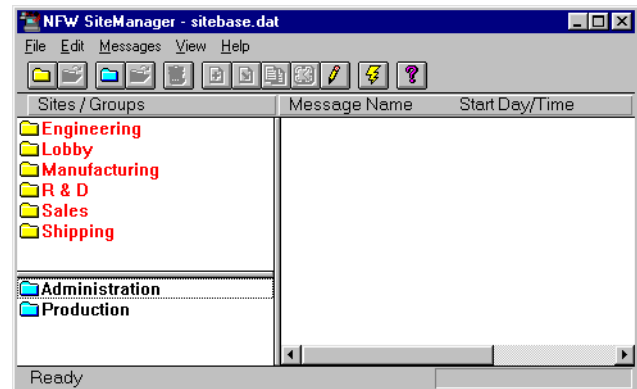 NFW SiteManager - sitebase.dat
File Edit Messages View Help
?
Sites / Groups Message Name Start Day/Time
Engineering
Lobby
Manufacturing
R & D
Sales
Shipping
Administration
Production
Ready